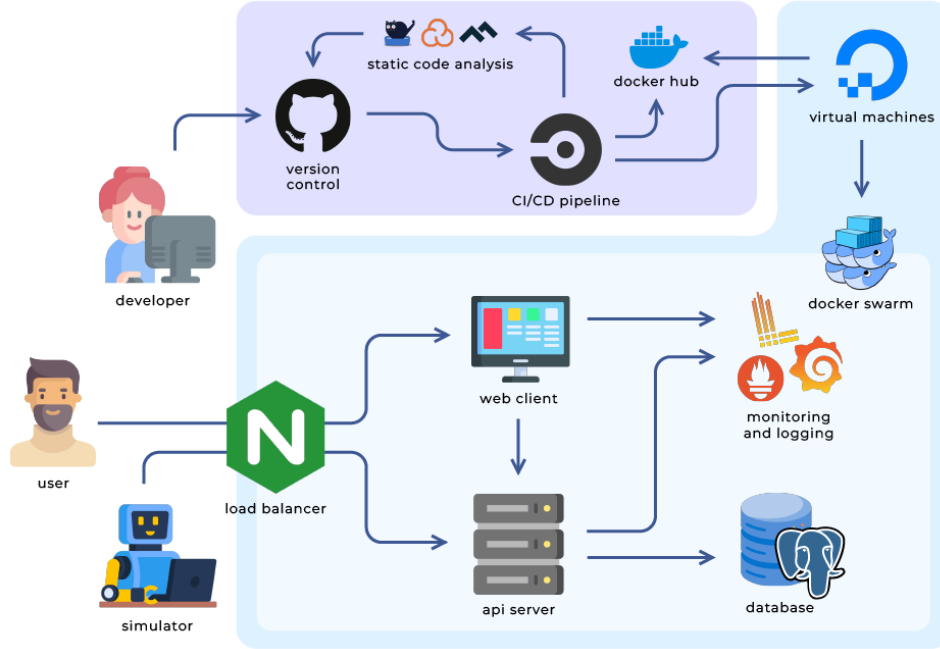 static code analysis
docker hub
virtual machines
version
control
CI/CD pipeline
developer
docker swarm
web client
monitoring
and logging
user
N
load balancer
api server
database
simulator